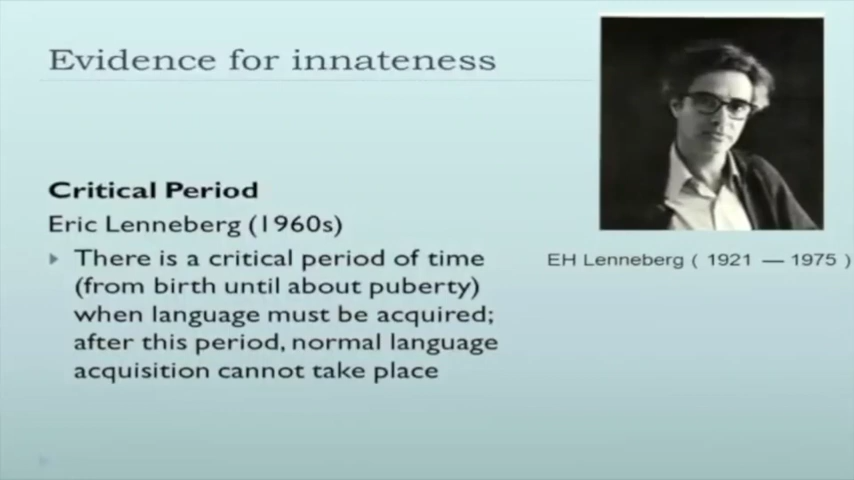 Evidence for innateness
Critical Period
Eric Lenneberg (1960s)
There is a critical period of time
(from birth until about puberty)
when language must be acquired;
after this period, normal language
acquisition cannot take place
EH Lenneberg ( 1921 — 1975 )